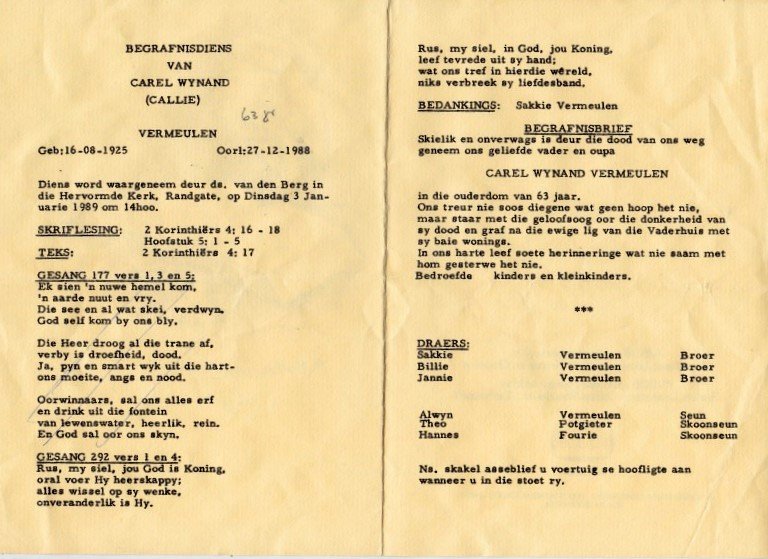 BEGRAFNISDIENS
VAN
CAREL WYNAND
(CALLIE)
63 jr
VERMEULEN
Geb:16-08-1925 Oorl:27-12-1988
Diens word waargeneem deur ds. van den Berg in
die Hervormde Kerk, Randgate, op Dinsdag 3 Jan-
uarie 1989 om 14hoo.
SKRIFLESING: 2 Korinthiërs 4: 16 - 18
Hoofstuk 5: 1 - 5
TEKS: 2 Korinthiërs 4: 17
GESANG 177 vers 1, 3 en 5:
Ek sien 'n nuwe hemel kom,
'n aarde nuut en vry.
Die see en al wat skei, verdwyn.
God self kom by ons bly.
Die Heer droog al die trane af,
verby is droefheid, dood.
Ja, pyn en smart wyk uit die hart-
ons moeite, angs en nood.
Oorwinnaars, sal ons alles erf
en drink uit die fontein
van lewenswater, heerlik, rein.
En God sal oor ons skyn.
GESANG 292 vers 1 en 4:
Rus, my siel, jou God is Koning,
oral voer Hy heerskappy;
alles wissel op sy wenke,
onveranderlik is Hy.
Rus, my siel, in God, jou Koning,
leef tevrede uit sy hand;
wat ons tref in hierdie wêreld,
niks verbreek sy liefdesband.
BEDANKINGS: Sakkie Vermeulen
BEGRAFNISBRIEF
Skielik en onverwags is deur die dood van ons weg
geneem ons geliefde vader en oupa
CAREL WYNAND VERMEULEN
in die ouderdom van 63 jaar.
Ons treur nie soos diegene wat geen hoop het nie,
maar staar met die geloofsoog oor die donkerheid van
sy dood en graf na die ewige lig van die Vaderhuis met
sy baie wonings.
In ons harte leef soete herinneringe wat nie saam met
hom gesterwe het nie.
Bedroefde kinders en kleinkinders.
***
DRAERS:
Sakkie Vermeulen Broer
Billie Vermeulen Broer
Jannie Vermeulen Broer
Alwyn Vermeulen Seun
Theo Potgieter Skoonseun
Hannes Fourie Skoonseun
Ns. skakel asseblief u voertuig se hoofligte aan
wanneer u in die stoet ry.